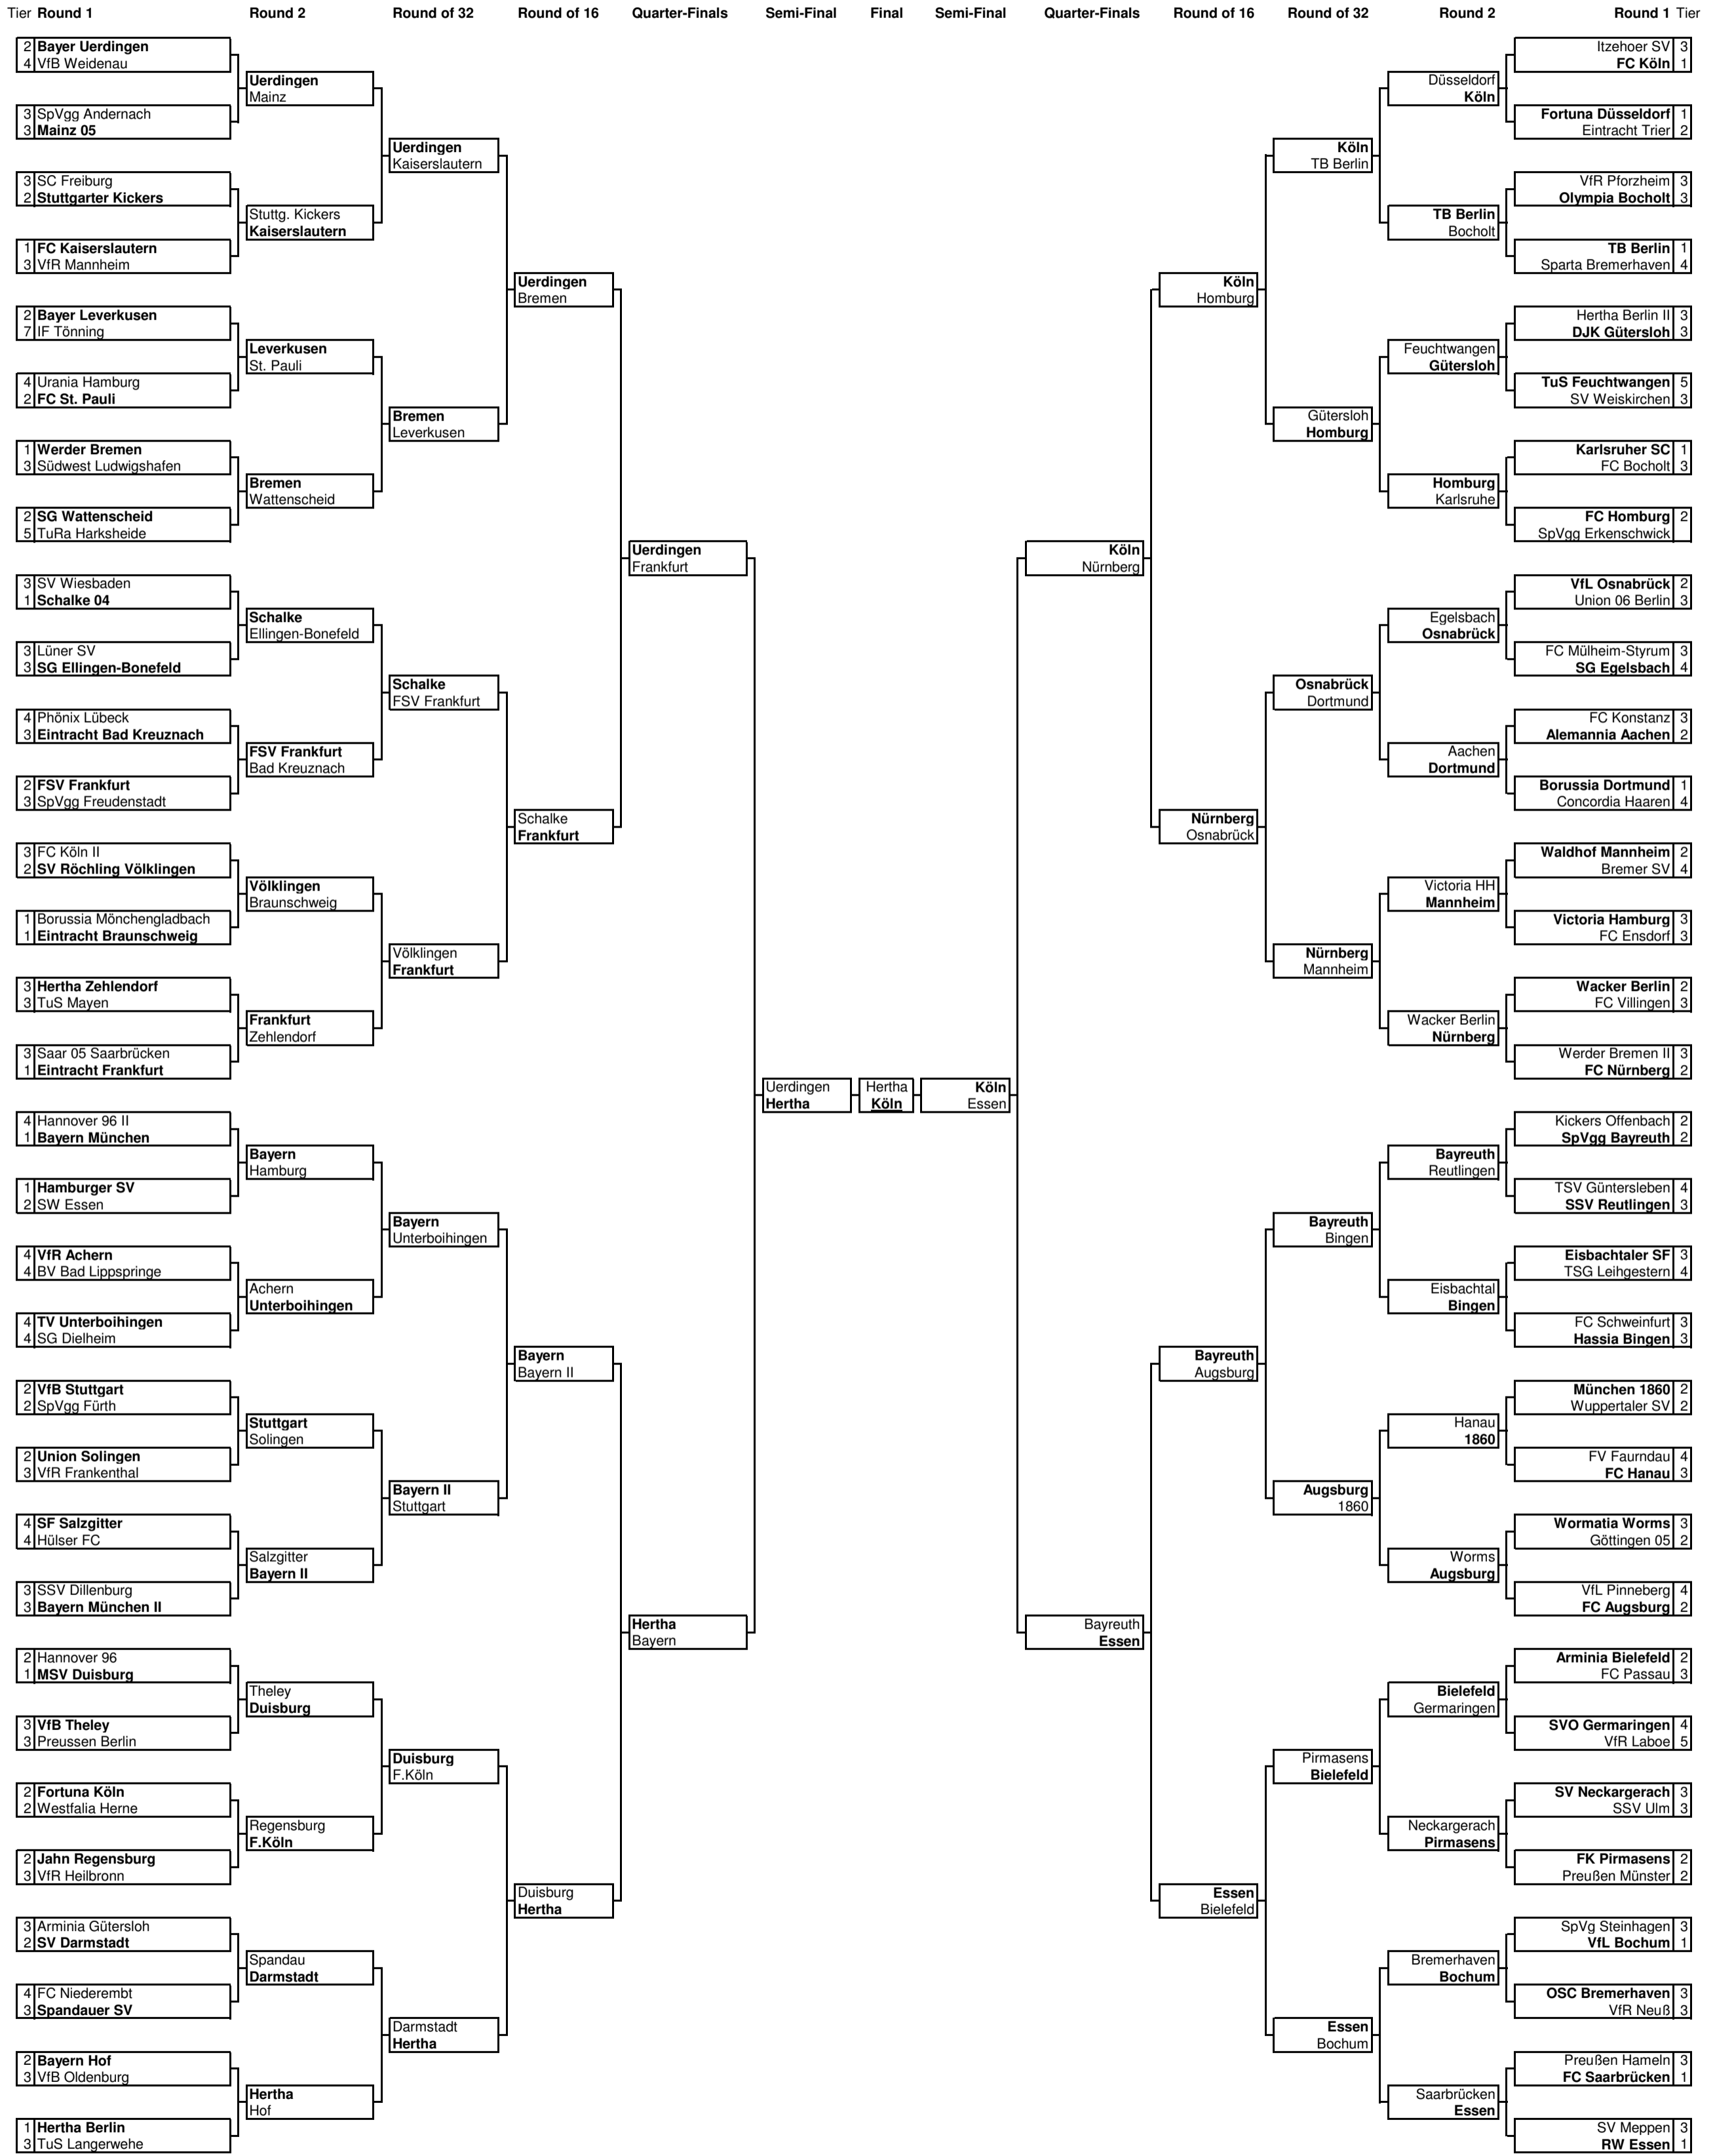 Tier Round 1 Round 2 Round of 32 Round of 16 Quarter-Finals Semi-Final Final Semi-Final Quarter-Finals Round of 16 Round of 32 Round 2 Round 1 Tier
2 Bayer Uerdingen
4 VfB Weidenau
3 SpVgg Andernach
3 Mainz 05
3 SC Freiburg
2 Stuttgarter Kickers
1 FC Kaiserslautern
3 VfR Mannheim
2 Bayer Leverkusen
7 IF Tönning
4 Urania Hamburg
2 FC St. Pauli
1 Werder Bremen
3 Südwest Ludwigshafen
2 SG Wattenscheid
5 TuRa Harksheide
3 SV Wiesbaden
1 Schalke 04
3 Lüner SV
3 SG Ellingen-Bonefeld
4 Phönix Lübeck
3 Eintracht Bad Kreuznach
2 FSV Frankfurt
3 SpVgg Freudenstadt
3 FC Köln II
2 SV Röchling Völklingen
1 Borussia Mönchengladbach
1 Eintracht Braunschweig
3 Hertha Zehlendorf
3 TuS Mayen
3 Saar 05 Saarbrücken
1 Eintracht Frankfurt
4 Hannover 96 II
1 Bayern München
1 Hamburger SV
2 SW Essen
4 VfR Achern
4 BV Bad Lippspringe
4 TV Unterboihingen
4 SG Dielheim
2 VfB Stuttgart
2 SpVgg Fürth
2 Union Solingen
3 VfR Frankenthal
4 SF Salzgitter
4 Hülser FC
3 SSV Dillenburg
3 Bayern München II
2 Hannover 96
1 MSV Duisburg
3 VfB Theley
3 Preussen Berlin
2 Fortuna Köln
2 Westfalia Herne
2 Jahn Regensburg
3 VfR Heilbronn
3 Arminia Gütersloh
2 SV Darmstadt
4 FC Niederembt
3 Spandauer SV
2 Bayern Hof
3 VfB Oldenburg
1 Hertha Berlin
3 TuS Langerwehe
Uerdingen
Mainz
Stuttg. Kickers
Kaiserslautern
Leverkusen
St. Pauli
Bremen
Wattenscheid
Schalke
Ellingen-Bonefeld
FSV Frankfurt
Bad Kreuznach
Völklingen
Braunschweig
Frankfurt
Zehlendorf
Bayern
Hamburg
Achern
Unterboihingen
Stuttgart
Solingen
Salzgitter
Bayern II
Theley
Duisburg
Regensburg
F.Köln
Spandau
Darmstadt
Hertha
Hof
Uerdingen
Kaiserslautern
Bremen
Leverkusen
Schalke
FSV Frankfurt
Völklingen
Frankfurt
Bayern
Unterboihingen
Bayern II
Stuttgart
Duisburg
F.Köln
Darmstadt
Hertha
Uerdingen
Bremen
Schalke
Frankfurt
Bayern
Bayern II
Duisburg
Hertha
Uerdingen
Frankfurt
Hertha
Bayern
Uerdingen
Hertha
Hertha
Köln
Köln
Essen
Köln
Nürnberg
Bayreuth
Essen
Köln
Homburg
Nürnberg
Osnabrück
Bayreuth
Augsburg
Essen
Bielefeld
Köln
TB Berlin
Gütersloh
Homburg
Osnabrück
Dortmund
Nürnberg
Mannheim
Bayreuth
Bingen
Augsburg
1860
Pirmasens
Bielefeld
Essen
Bochum
Düsseldorf
Köln
TB Berlin
Bocholt
Feuchtwangen
Gütersloh
Homburg
Karlsruhe
Egelsbach
Osnabrück
Aachen
Dortmund
Victoria HH
Mannheim
Wacker Berlin
Nürnberg
Bayreuth
Reutlingen
Eisbachtal
Bingen
Hanau
1860
Worms
Augsburg
Bielefeld
Germaringen
Neckargerach
Pirmasens
Bremerhaven
Bochum
Saarbrücken
Essen
Itzehoer SV 3
FC Köln 1
Fortuna Düsseldorf 1
Eintracht Trier 2
VfR Pforzheim 3
Olympia Bocholt 3
TB Berlin 1
Sparta Bremerhaven 4
Hertha Berlin II 3
DJK Gütersloh 3
TuS Feuchtwangen 5
SV Weiskirchen 3
Karlsruher SC 1
FC Bocholt 3
FC Homburg 2
SpVgg Erkenschwick
VfL Osnabrück 2
Union 06 Berlin 3
FC Mülheim-Styrum 3
SG Egelsbach 4
FC Konstanz 3
Alemannia Aachen 2
Borussia Dortmund 1
Concordia Haaren 4
Waldhof Mannheim 2
Bremer SV 4
Victoria Hamburg 3
FC Ensdorf 3
Wacker Berlin 2
FC Villingen 3
Werder Bremen II 3
FC Nürnberg 2
Kickers Offenbach 2
SpVgg Bayreuth 2
TSV Güntersleben 4
SSV Reutlingen 3
Eisbachtaler SF 3
TSG Leihgestern 4
FC Schweinfurt 3
Hassia Bingen 3
München 1860 2
Wuppertaler SV 2
FV Faurndau 4
FC Hanau 3
Wormatia Worms 3
Göttingen 05 2
VfL Pinneberg 4
FC Augsburg 2
Arminia Bielefeld 2
FC Passau 3
SVO Germaringen 4
VfR Laboe 5
SV Neckargerach 3
SSV Ulm 3
FK Pirmasens 2
Preußen Münster 2
SpVg Steinhagen 3
VfL Bochum 1
OSC Bremerhaven 3
VfR Neuß 3
Preußen Hameln 3
FC Saarbrücken 1
SV Meppen 3
RW Essen 1